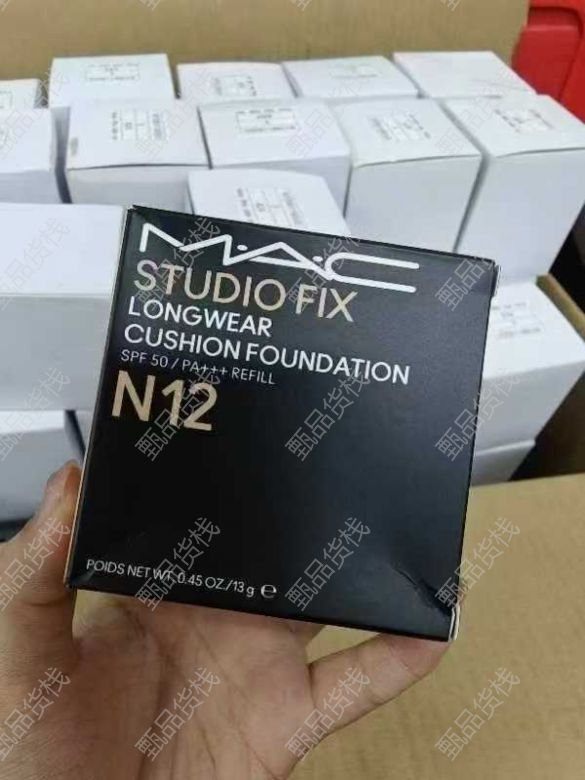 M·A·C
STUDIO FIX
LONGWEAR
CUSHION FOUNDATION
SPF 50 / PA+++ REFILL
N12
POIDS NET WT. 0.45 OZ./13 g ℮
甄品货栈